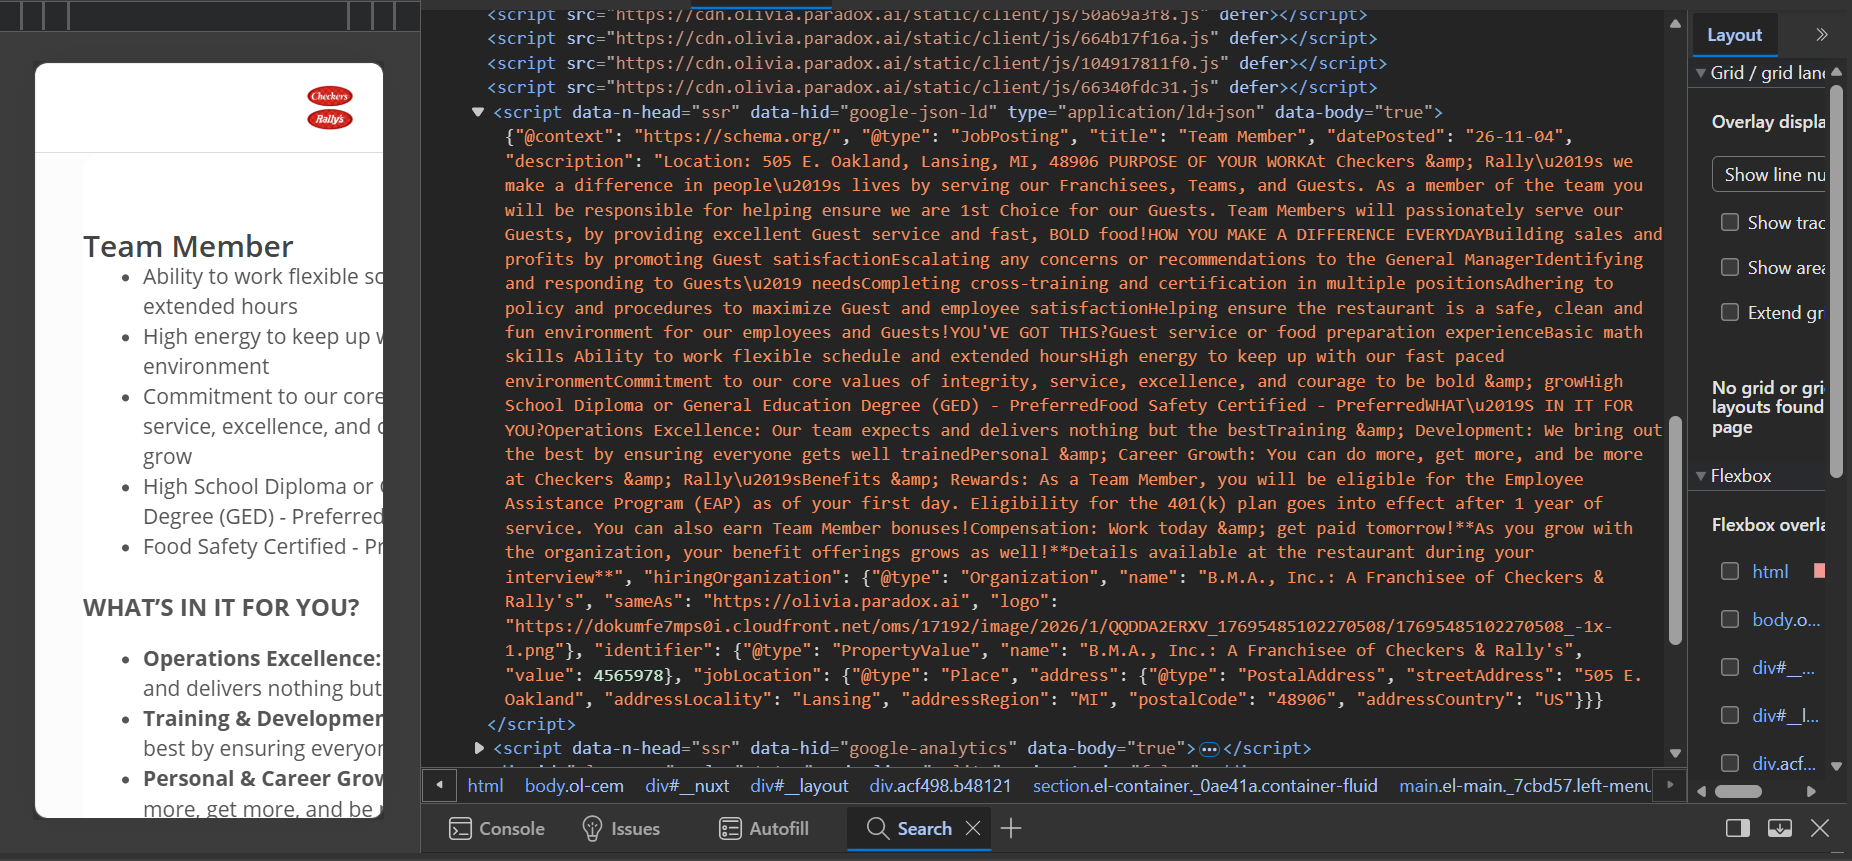 Checkers
Rally's
Team Member
Ability to work flexible sc
extended hours
High energy to keep up w
environment
Commitment to our core
service, excellence, and c
grow
High School Diploma or
Degree (GED) - Preferred
Food Safety Certified - Pr
WHAT'S IN IT FOR YOU?
Operations Excellence:
and delivers nothing but
Training & Developmen
best by ensuring everyon
Personal & Career Grow
more, get more, and be
<script src="https://cdn.olivia.paradox.ai/static/client/js/50a69a3f8.js" defer></script>
<script src="https://cdn.olivia.paradox.ai/static/client/js/664b17f16a.js" defer></script>
<script src="https://cdn.olivia.paradox.ai/static/client/js/104917811f0.js" defer></script>
<script src="https://cdn.olivia.paradox.ai/static/client/js/66340fdc31.js" defer></script>
<script data-n-head="ssr" data-hid="google-json-ld" type="application/ld+json" data-body="true">
{"@context": "https://schema.org/", "@type": "JobPosting", "title": "Team Member", "datePosted": "26-11-04",
"description": "Location: 505 E. Oakland, Lansing, MI, 48906 PURPOSE OF YOUR WORKAt Checkers &amp; Rally\u2019s we
make a difference in people\u2019s lives by serving our Franchisees, Teams, and Guests. As a member of the team you
will be responsible for helping ensure we are 1st Choice for our Guests. Team Members will passionately serve our
Guests, by providing excellent Guest service and fast, BOLD food!HOW YOU MAKE A DIFFERENCE EVERYDAYBuilding sales and
profits by promoting Guest satisfactionEscalating any concerns or recommendations to the General ManagerIdentifying
and responding to Guests\u2019 needsCompleting cross-training and certification in multiple positionsAdhering to
policy and procedures to maximize Guest and employee satisfactionHelping ensure the restaurant is a safe, clean and
fun environment for our employees and Guests!YOU'VE GOT THIS?Guest service or food preparation experienceBasic math
skills Ability to work flexible schedule and extended hoursHigh energy to keep up with our fast paced
environmentCommitment to our core values of integrity, service, excellence, and courage to be bold &amp; growHigh
School Diploma or General Education Degree (GED) - PreferredFood Safety Certified - PreferredWHAT\u2019S IN IT FOR
YOU?Operations Excellence: Our team expects and delivers nothing but the bestTraining &amp; Development: We bring out
the best by ensuring everyone gets well trainedPersonal &amp; Career Growth: You can do more, get more, and be more
at Checkers &amp; Rally\u2019sBenefits &amp; Rewards: As a Team Member, you will be eligible for the Employee
Assistance Program (EAP) as of your first day. Eligibility for the 401(k) plan goes into effect after 1 year of
service. You can also earn Team Member bonuses!Compensation: Work today &amp; get paid tomorrow!**As you grow with
the organization, your benefit offerings grows as well!**Details available at the restaurant during your
interview**", "hiringOrganization": {"@type": "Organization", "name": "B.M.A., Inc.: A Franchisee of Checkers &
Rally's", "sameAs": "https://olivia.paradox.ai", "logo":
"https://dokumfe7mps0i.cloudfront.net/oms/17192/image/2026/1/QQDDA2ERXV_17695485102270508/17695485102270508_-1x-
1.png"}, "identifier": {"@type": "PropertyValue", "name": "B.M.A., Inc.: A Franchisee of Checkers & Rally's",
"value": 4565978}, "jobLocation": {"@type": "Place", "address": {"@type": "PostalAddress", "streetAddress": "505 E.
Oakland", "addressLocality": "Lansing", "addressRegion": "MI", "postalCode": "48906", "addressCountry": "US"}}}
</script>
<script data-n-head="ssr" data-hid="google-analytics" data-body="true">…</script>
html body.ol-cem div#__nuxt div#__layout div.acf498.b48121 section.el-container._0ae41a.container-fluid main.el-main._7cbd57.left-menu
Console Issues Autofill Search
Layout
Grid / grid lane
Overlay displa
Show line nu
Show trac
Show area
Extend gr
No grid or gri
layouts found
page
Flexbox
Flexbox overla
html
body.o...
div#__...
div#__l...
div.acf...